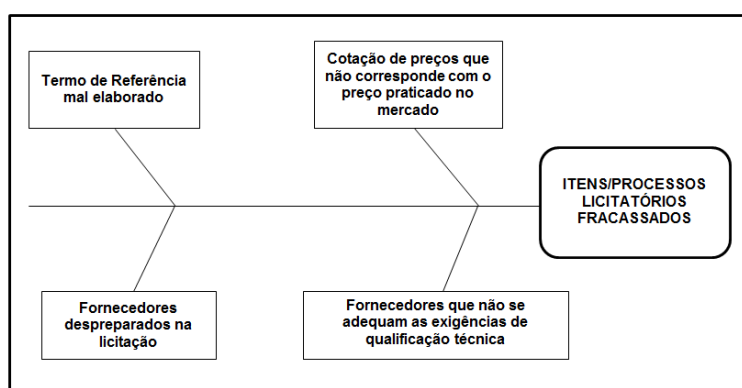 Termo de Referência
mal elaborado
Cotação de preços que
não corresponde com o
preço praticado no
mercado
ITENS/PROCESSOS
LICITATÓRIOS
FRACASSADOS
Fornecedores
despreparados na
licitação
Fornecedores que não se
adequam as exigências de
qualificação técnica